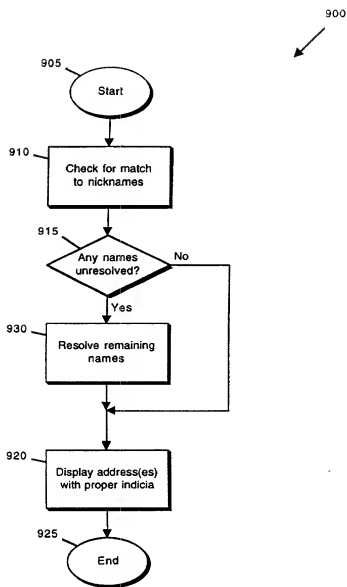 900
905
Start
910
Check for match
to nicknames
915
Any names
unresolved?
No
Yes
930
Resolve remaining
names
920
Display address(es)
with proper indicia
925
End